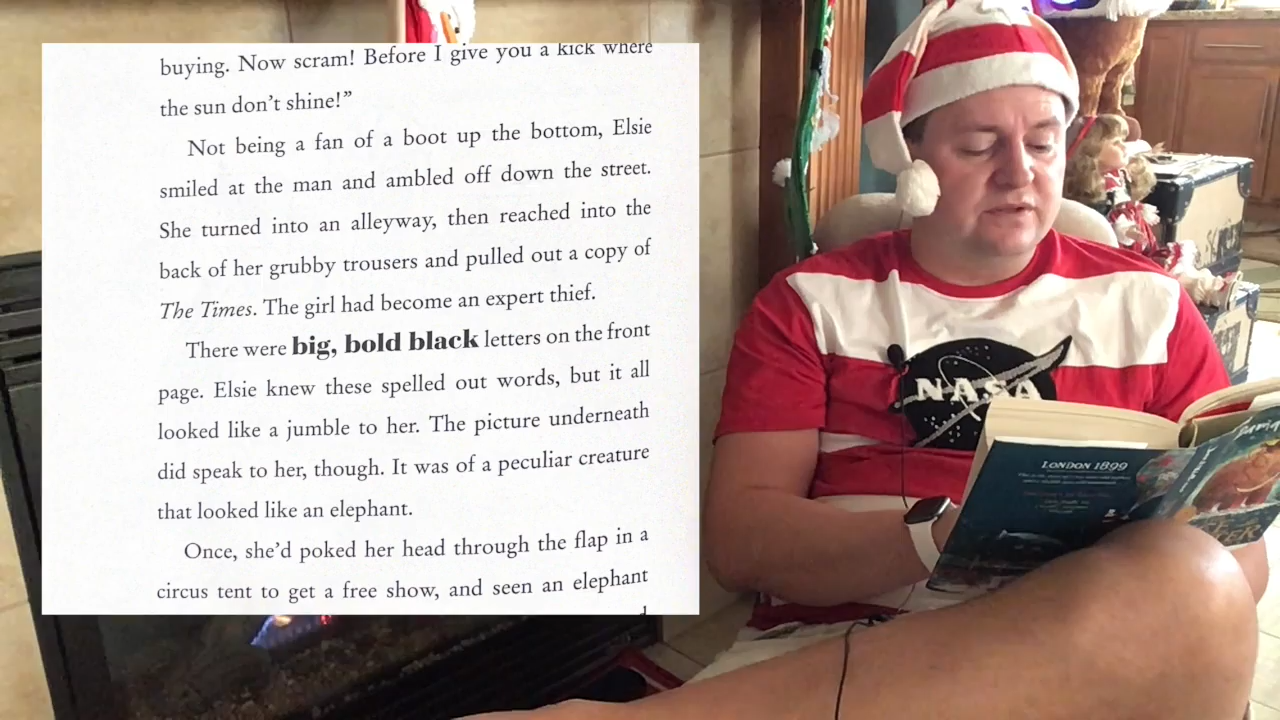 buying. Now scram! Before I give you a kick where
the sun don't shine!”
Not being a fan of a boot up the bottom, Elsie
smiled at the man and ambled off down the street.
She turned into an alleyway, then reached into the
back of her grubby trousers and pulled out a copy of
The Times. The girl had become an expert thief.
There were big, bold black letters on the front
page. Elsie knew these spelled out words, but it all
looked like a jumble to her. The picture underneath
did speak to her, though. It was of a peculiar creature
that looked like an elephant.
Once, she'd poked her head through the flap in a
circus tent to get a free show, and seen an elephant
NASA
LONDON 1899